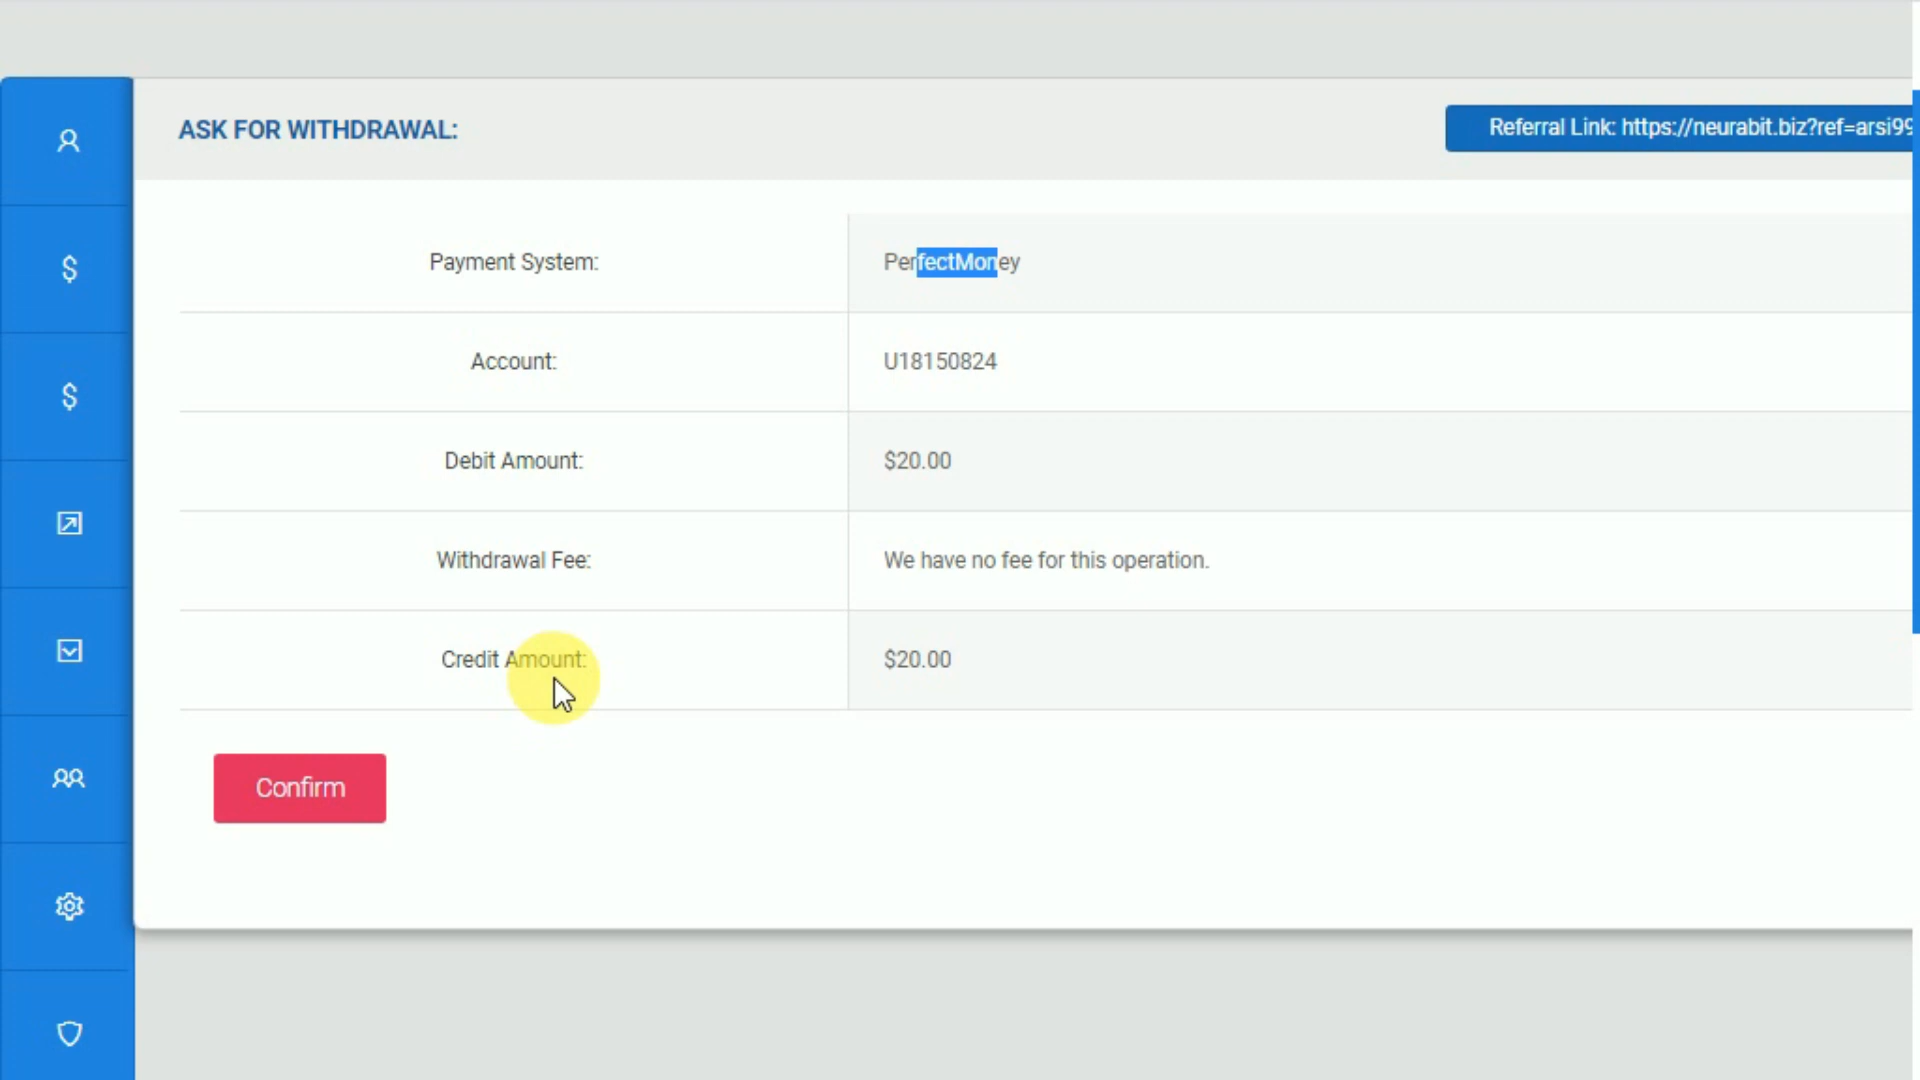 ASK FOR WITHDRAWAL:
Referral Link: https://neurabit.biz?ref=arsi99
Payment System: PerfectMoney
Account: U18150824
Debit Amount: $20.00
Withdrawal Fee: We have no fee for this operation.
Credit Amount: $20.00
Confirm